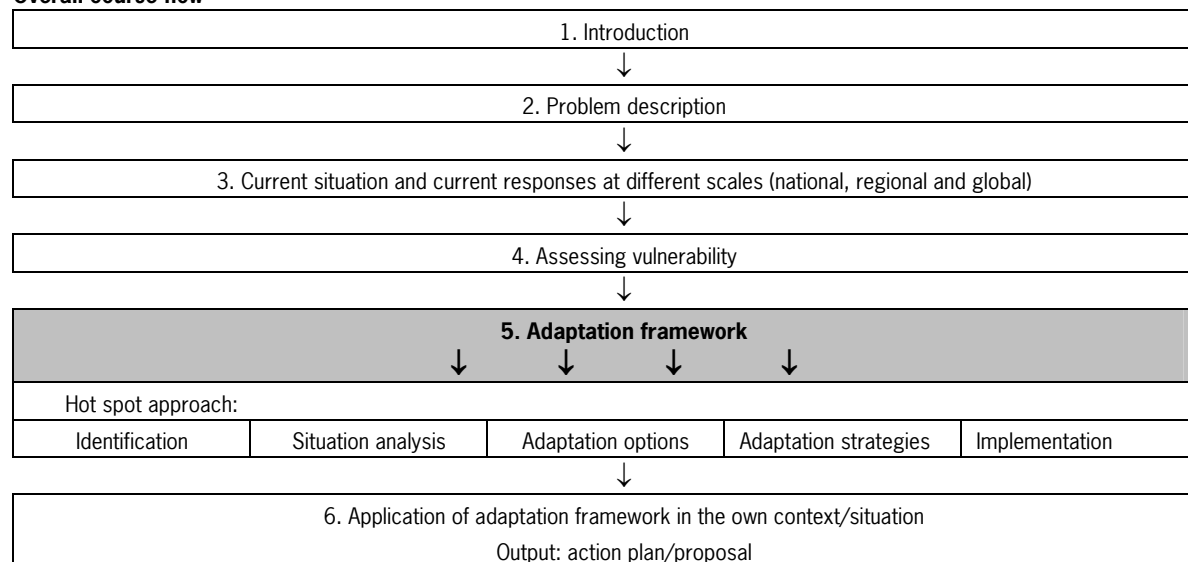 Overall course flow
1. Introduction
↓
2. Problem description
↓
3. Current situation and current responses at different scales (national, regional and global)
↓
4. Assessing vulnerability
↓
5. Adaptation framework
↓ ↓ ↓ ↓
Hot spot approach:
Identification Situation analysis Adaptation options Adaptation strategies Implementation
↓
6. Application of adaptation framework in the own context/situation
Output: action plan/proposal